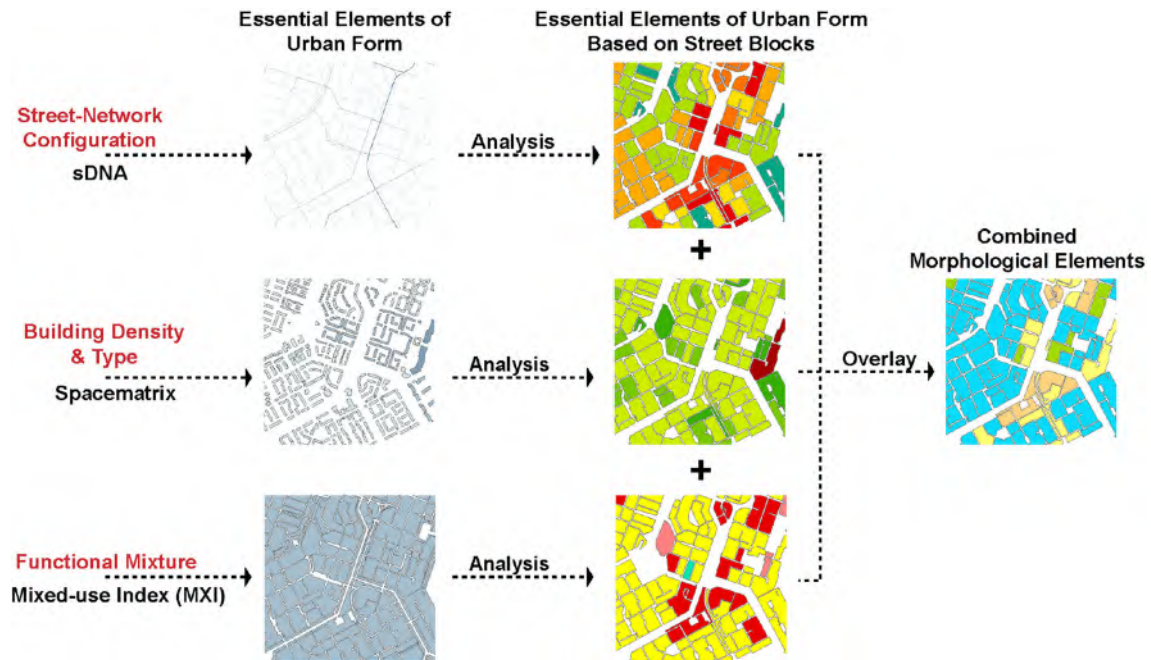 Essential Elements of
Urban Form
Essential Elements of Urban Form
Based on Street Blocks
Street-Network
Configuration
sDNA
Analysis
+
Combined
Morphological Elements
Building Density
& Type
Spacematrix
Analysis
Overlay
+
Functional Mixture
Mixed-use Index (MXI)
Analysis